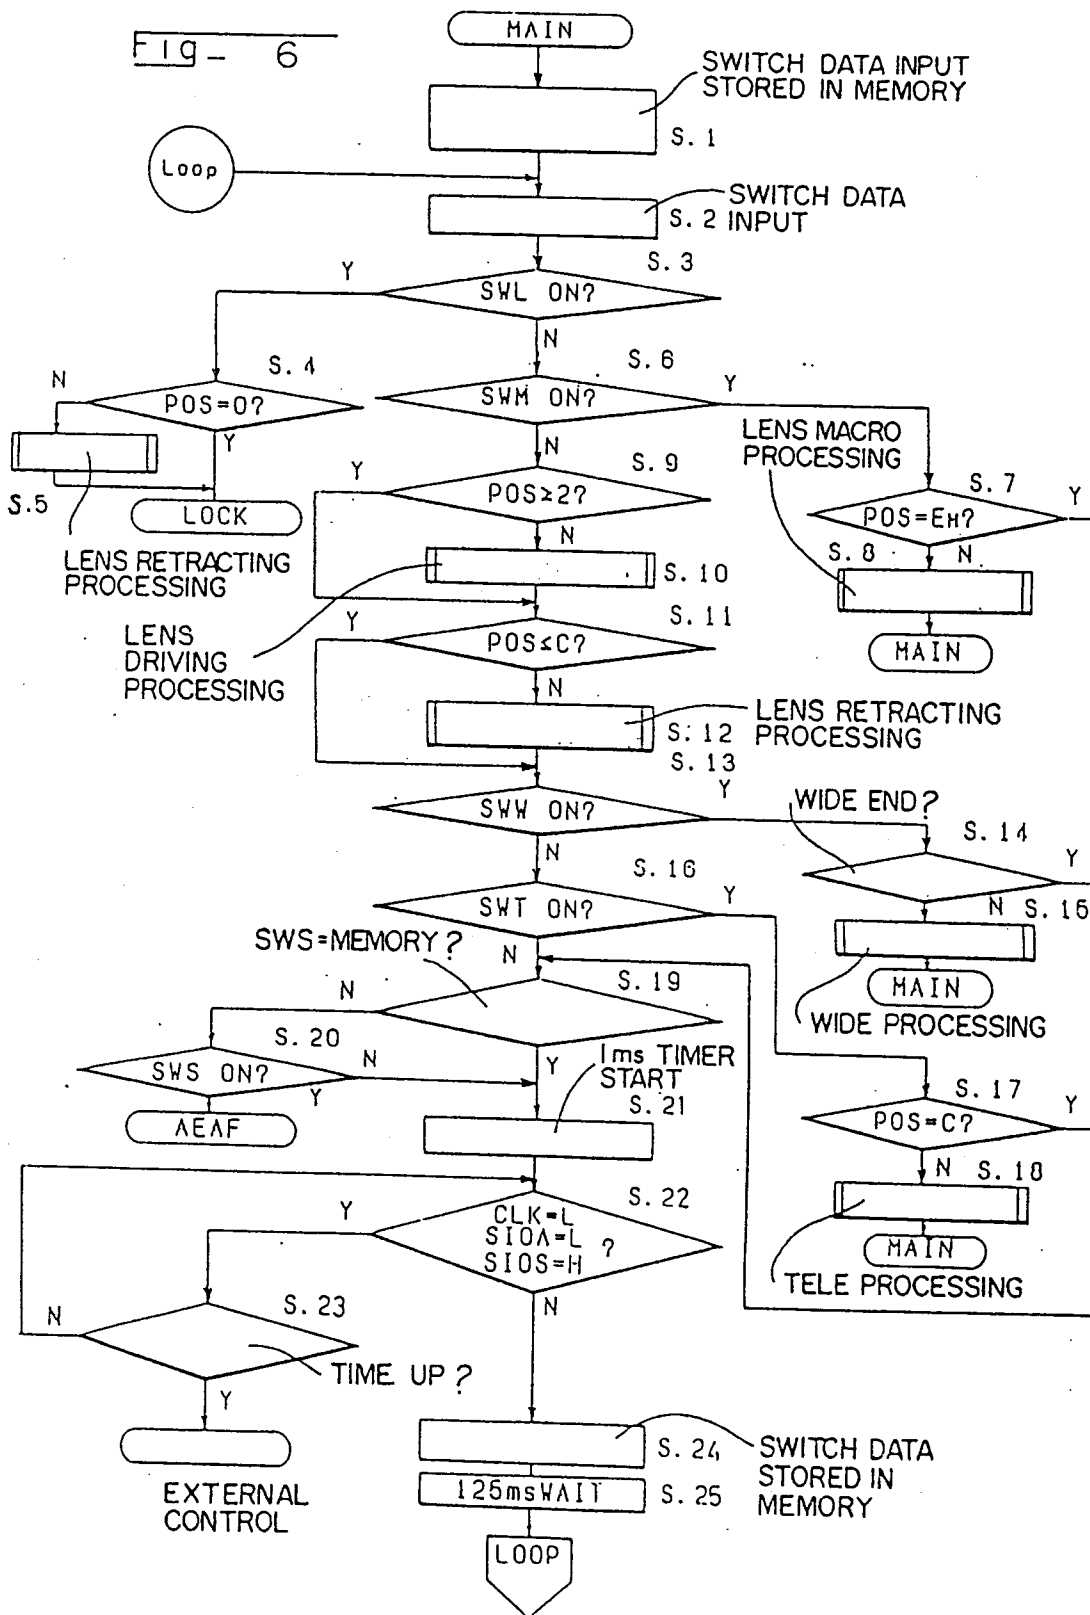 Fig_ 6
MAIN
SWITCH DATA INPUT
STORED IN MEMORY
S.1
Loop
SWITCH DATA
INPUT
S.2
S.3
Y
SWL ON?
N
S.4
N
POS=0?
Y
S.5
LOCK
LENS RETRACTING
PROCESSING
S.6
SWM ON?
Y
N
LENS MACRO
PROCESSING
S.7
Y
POS=EH?
N
S.8
MAIN
S.9
Y
POS≥2?
N
S.10
LENS
DRIVING
PROCESSING
S.11
Y
POS≤C?
N
S.12
LENS RETRACTING
PROCESSING
S.13
Y
SWW ON?
N
WIDE END?
S.14
Y
N
S.15
MAIN
WIDE PROCESSING
S.16
Y
SWT ON?
N
S.17
Y
POS=C?
N
S.18
MAIN
TELE PROCESSING
SWS=MEMORY?
S.19
N
Y
S.20
SWS ON?
N
Y
AEAF
1ms TIMER
START
S.21
S.22
Y
CLK=L
SIOA=L
SIOS=H
?
N
S.23
N
TIME UP?
Y
EXTERNAL
CONTROL
S.24
SWITCH DATA
STORED IN
MEMORY
125msWAIT
S.25
LOOP